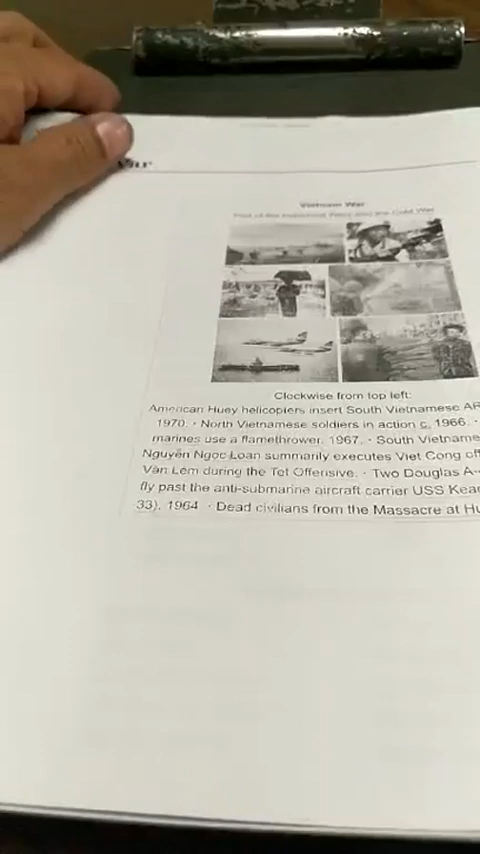 Vietnam War
Part of the Indochina Wars and the Cold War
Clockwise from top left:
American Huey helicopters insert South Vietnamese AR
1970. · North Vietnamese soldiers in action c. 1966. ·
marines use a flamethrower. 1967. · South Vietname
Nguyễn Ngọc Loan summarily executes Viet Cong off
Văn Lém during the Tet Offensive. · Two Douglas A-
fly past the anti-submarine aircraft carrier USS Kear
33). 1964 · Dead civilians from the Massacre at Hu